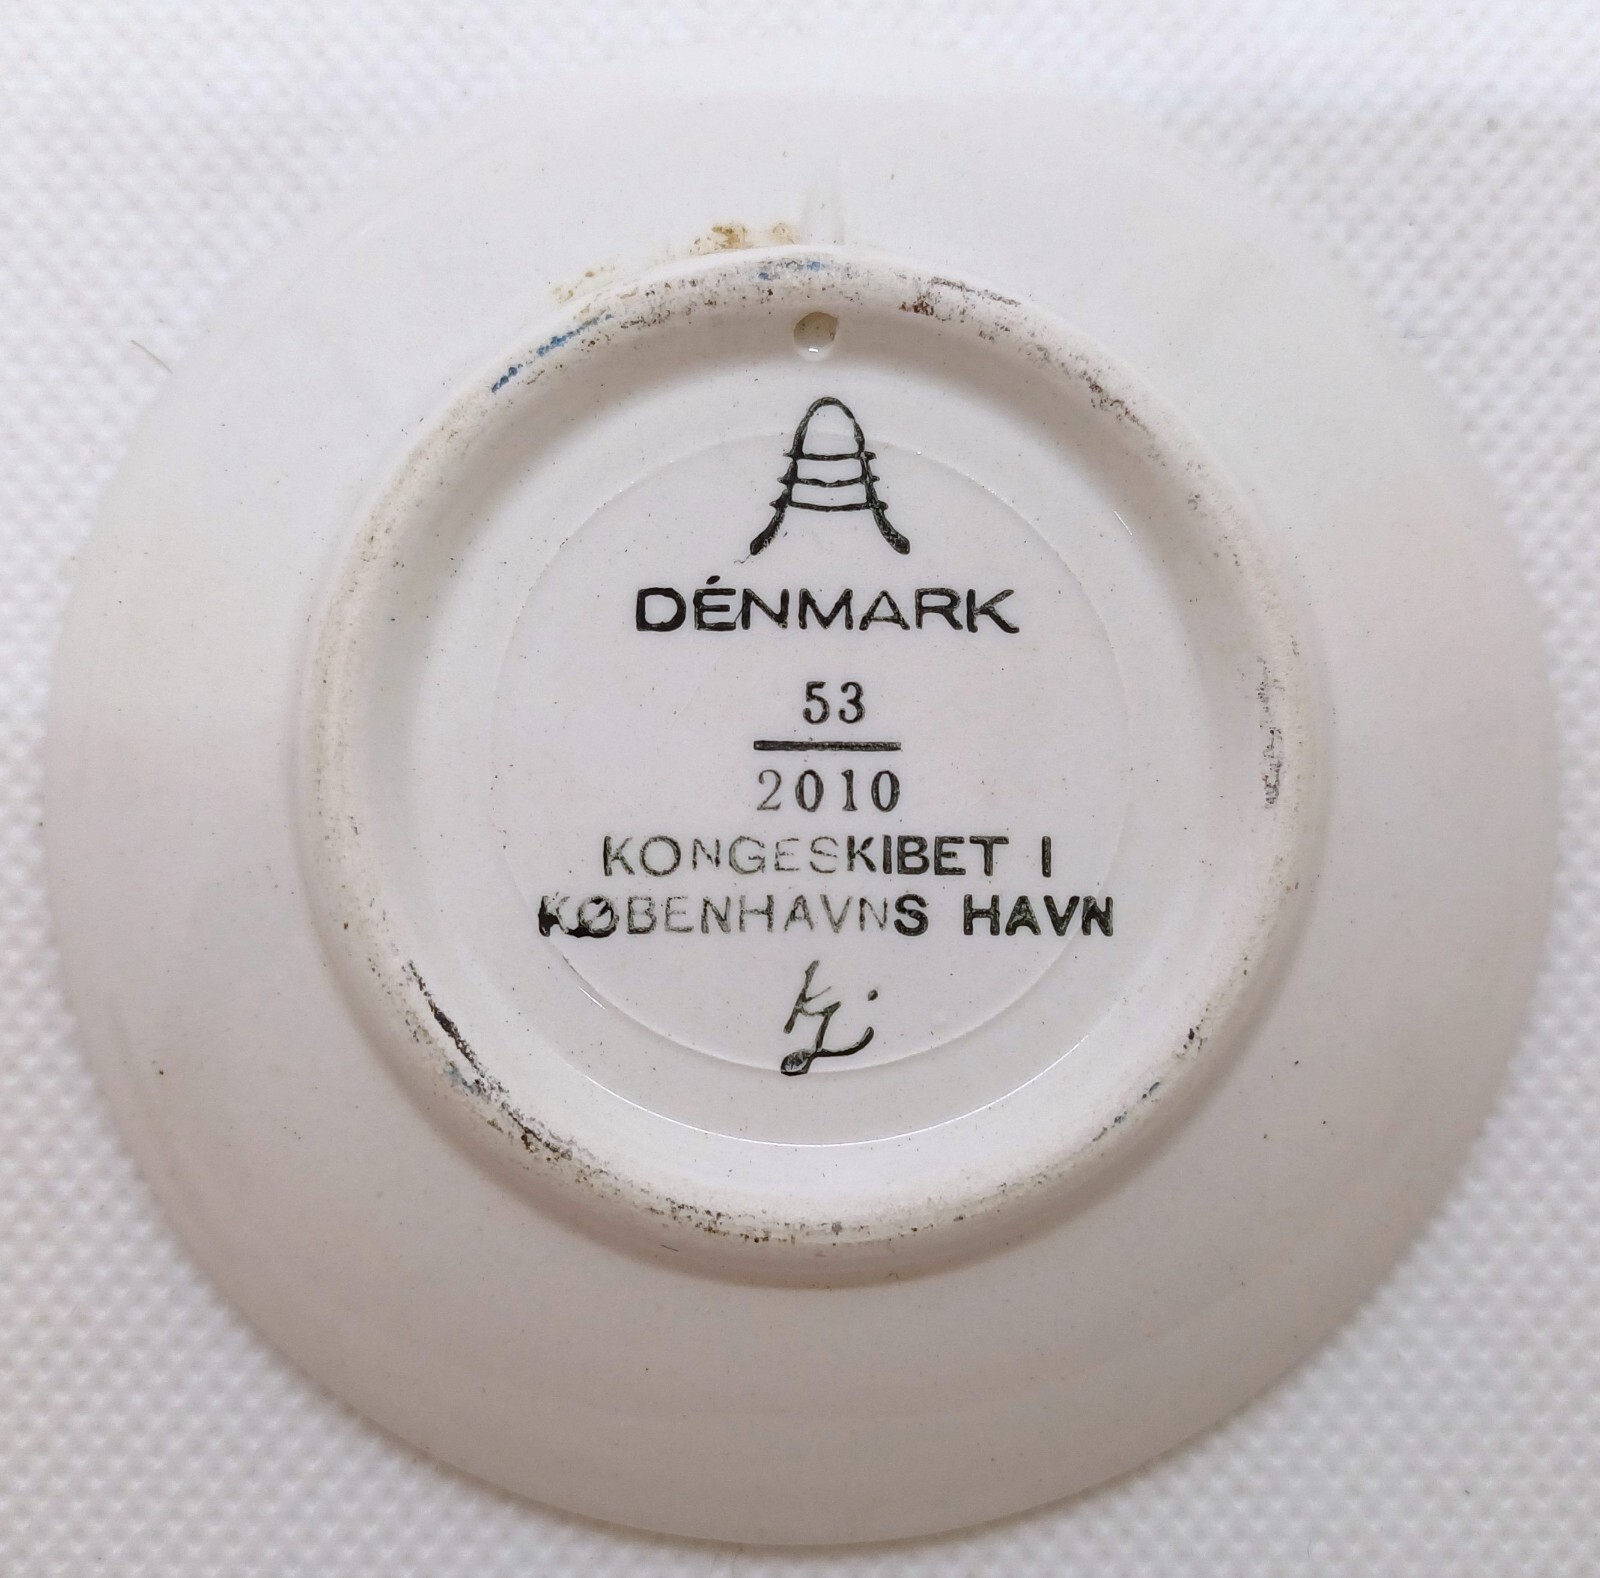 DÉNMARK
53
2010
KONGESKIBET I
KØBENHAVNS HAVN